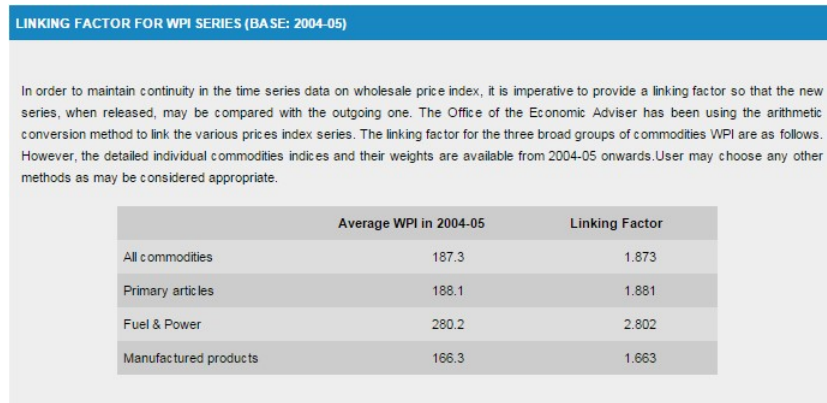 LINKING FACTOR FOR WPI SERIES (BASE: 2004-05)
In order to maintain continuity in the time series data on wholesale price index, it is imperative to provide a linking factor so that the new
series, when released, may be compared with the outgoing one. The Office of the Economic Adviser has been using the arithmetic
conversion method to link the various prices index series. The linking factor for the three broad groups of commodities WPI are as follows.
However, the detailed individual commodities indices and their weights are available from 2004-05 onwards.User may choose any other
methods as may be considered appropriate.
Average WPI in 2004-05 Linking Factor
All commodities 187.3 1.873
Primary articles 188.1 1.881
Fuel & Power 280.2 2.802
Manufactured products 166.3 1.663